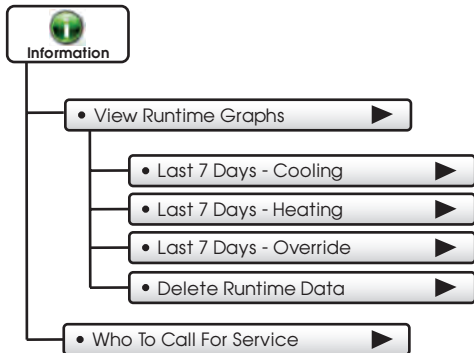 Information
• View Runtime Graphs
• Last 7 Days - Cooling
• Last 7 Days - Heating
• Last 7 Days - Override
• Delete Runtime Data
• Who To Call For Service